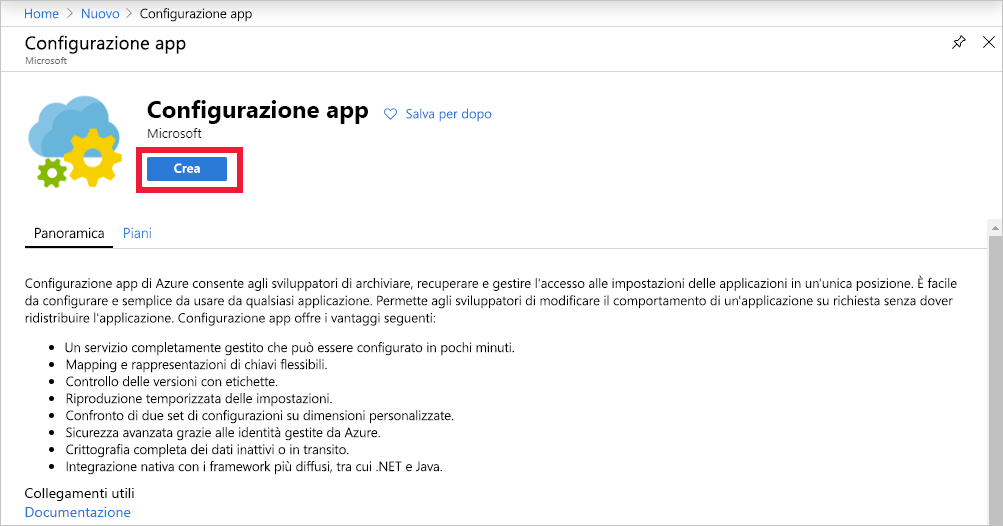 Home > Nuovo > Configurazione app
Configurazione app
Microsoft
Configurazione app
Salva per dopo
Microsoft
Crea
Panoramica Piani
Configurazione app di Azure consente agli sviluppatori di archiviare, recuperare e gestire l'accesso alle impostazioni delle applicazioni in un'unica posizione. È facile
da configurare e semplice da usare da qualsiasi applicazione. Permette agli sviluppatori di modificare il comportamento di un'applicazione su richiesta senza dover
ridistribuire l'applicazione. Configurazione app offre i vantaggi seguenti:
• Un servizio completamente gestito che può essere configurato in pochi minuti.
• Mapping e rappresentazioni di chiavi flessibili.
• Controllo delle versioni con etichette.
• Riproduzione temporizzata delle impostazioni.
• Confronto di due set di configurazioni su dimensioni personalizzate.
• Sicurezza avanzata grazie alle identità gestite da Azure.
• Crittografia completa dei dati inattivi o in transito.
• Integrazione nativa con i framework più diffusi, tra cui .NET e Java.
Collegamenti utili
Documentazione